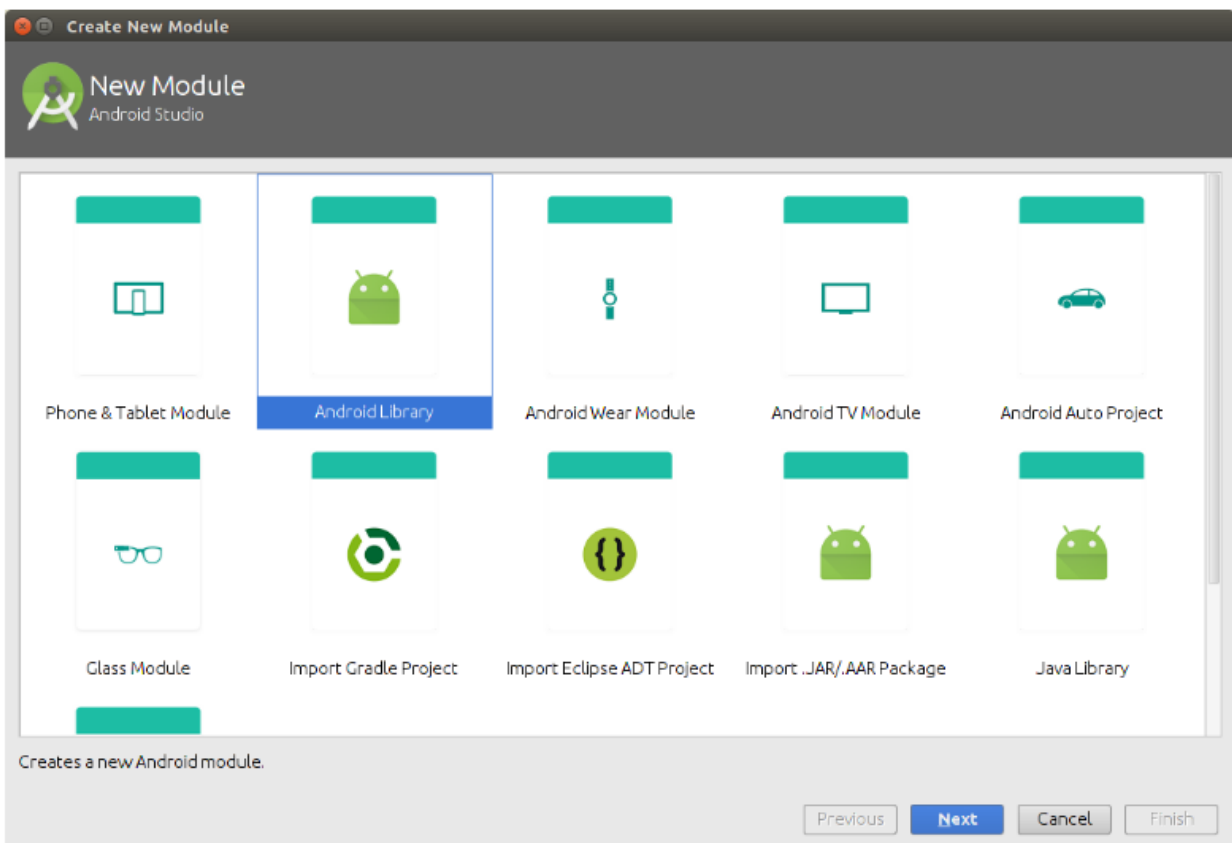 Create New Module
New Module
Android Studio
Phone & Tablet Module
Android Library
Android Wear Module
Android TV Module
Android Auto Project
{}
Glass Module
Import Gradle Project
Import Eclipse ADT Project
Import .JAR/.AAR Package
Java Library
Creates a new Android module.
Previous
Next
Cancel
Finish